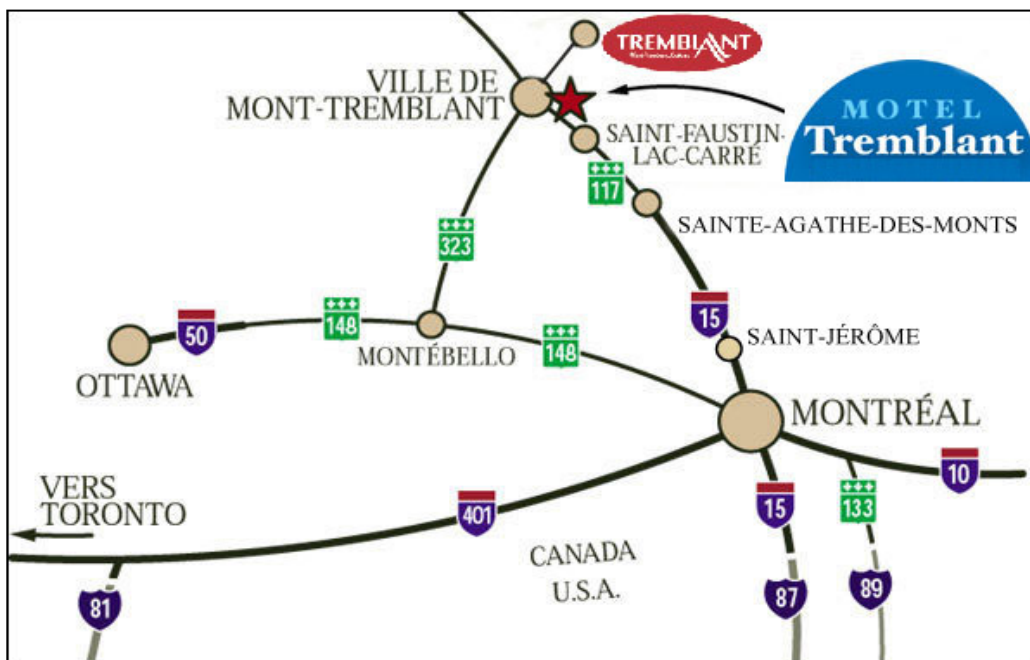 TREMBLANT
VILLE DE
MONT-TREMBLANT
MOTEL
Tremblant
SAINT-FAUSTIN-
LAC-CARRÉ
117
SAINTE-AGATHE-DES-MONTS
323
15
50
148
148
SAINT-JÉRÔME
MONTÉBELLO
OTTAWA
MONTRÉAL
VERS
TORONTO
401
15
133
10
CANADA
U.S.A.
81
87
89